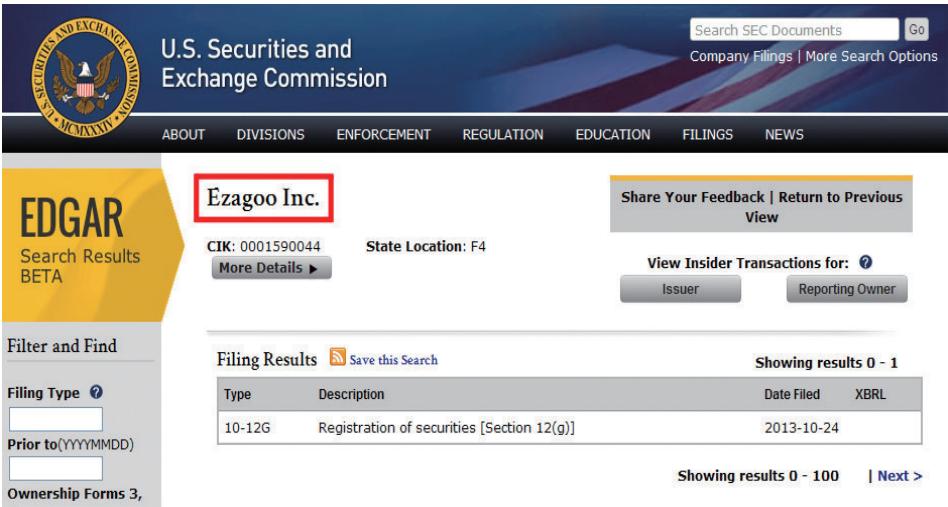 SECURITIES AND EXCHANGE COMMISSION
U.S.
MCMXXXIV
U.S. Securities and
Exchange Commission
Search SEC Documents
Go
Company Filings | More Search Options
ABOUT DIVISIONS ENFORCEMENT REGULATION EDUCATION FILINGS NEWS
EDGAR
Search Results
BETA
Filter and Find
Filing Type
Prior to(YYYYMMDD)
Ownership Forms 3,
Ezagoo Inc.
CIK: 0001590044 State Location: F4
More Details
Share Your Feedback | Return to Previous
View
View Insider Transactions for:
Issuer Reporting Owner
Filing Results Save this Search Showing results 0 - 1
Type Description Date Filed XBRL
10-12G Registration of securities [Section 12(g)] 2013-10-24
Showing results 0 - 100 | Next >